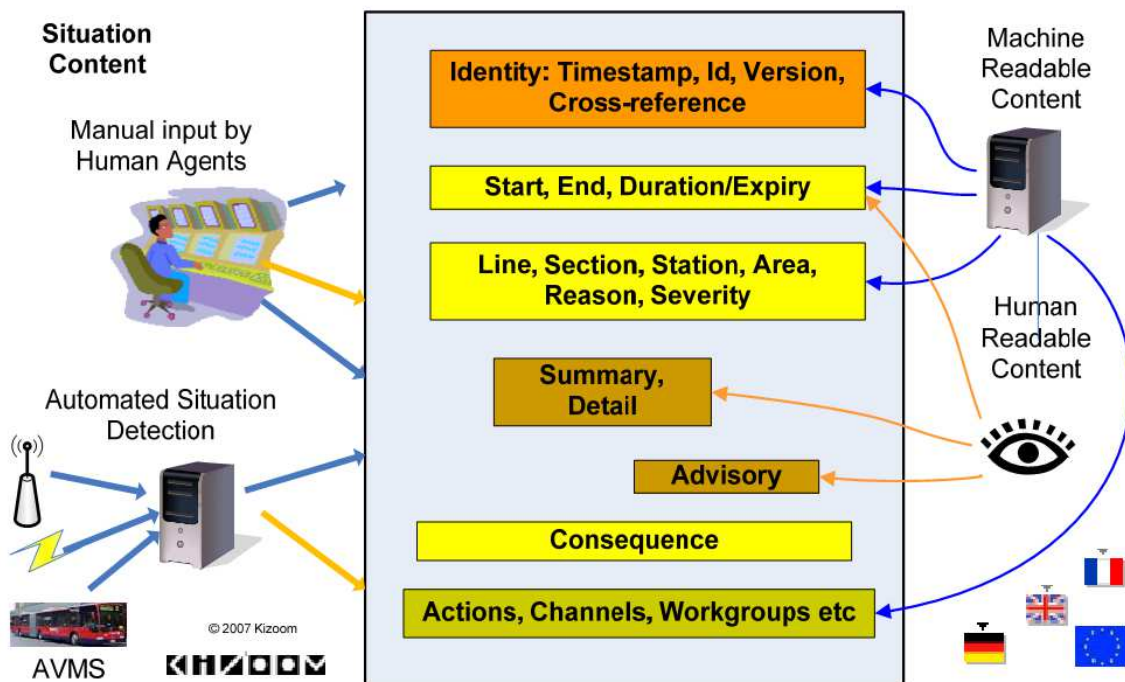 Situation
Content
Manual input by
Human Agents
Automated Situation
Detection
AVMS
© 2007 Kizoom
KIZOOM
Identity: Timestamp, Id, Version,
Cross-reference
Start, End, Duration/Expiry
Line, Section, Station, Area,
Reason, Severity
Summary,
Detail
Advisory
Consequence
Actions, Channels, Workgroups etc
Machine
Readable
Content
Human
Readable
Content